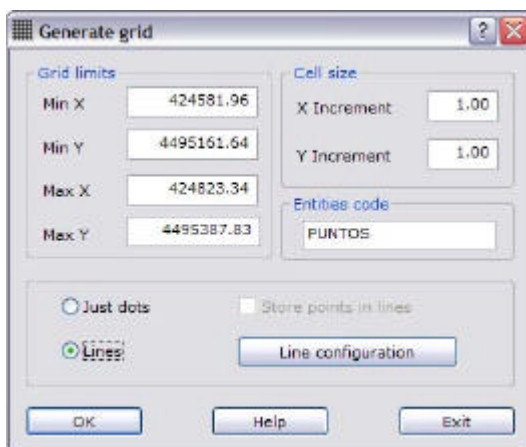 Generate grid
Grid limits
Min X 424581.96
Min Y 4495161.64
Max X 424823.34
Max Y 4495387.83
Cell size
X Increment 1.00
Y Increment 1.00
Entities code
PUNTOS
Just dots
Store points in lines
Lines
Line configuration
OK
Help
Exit